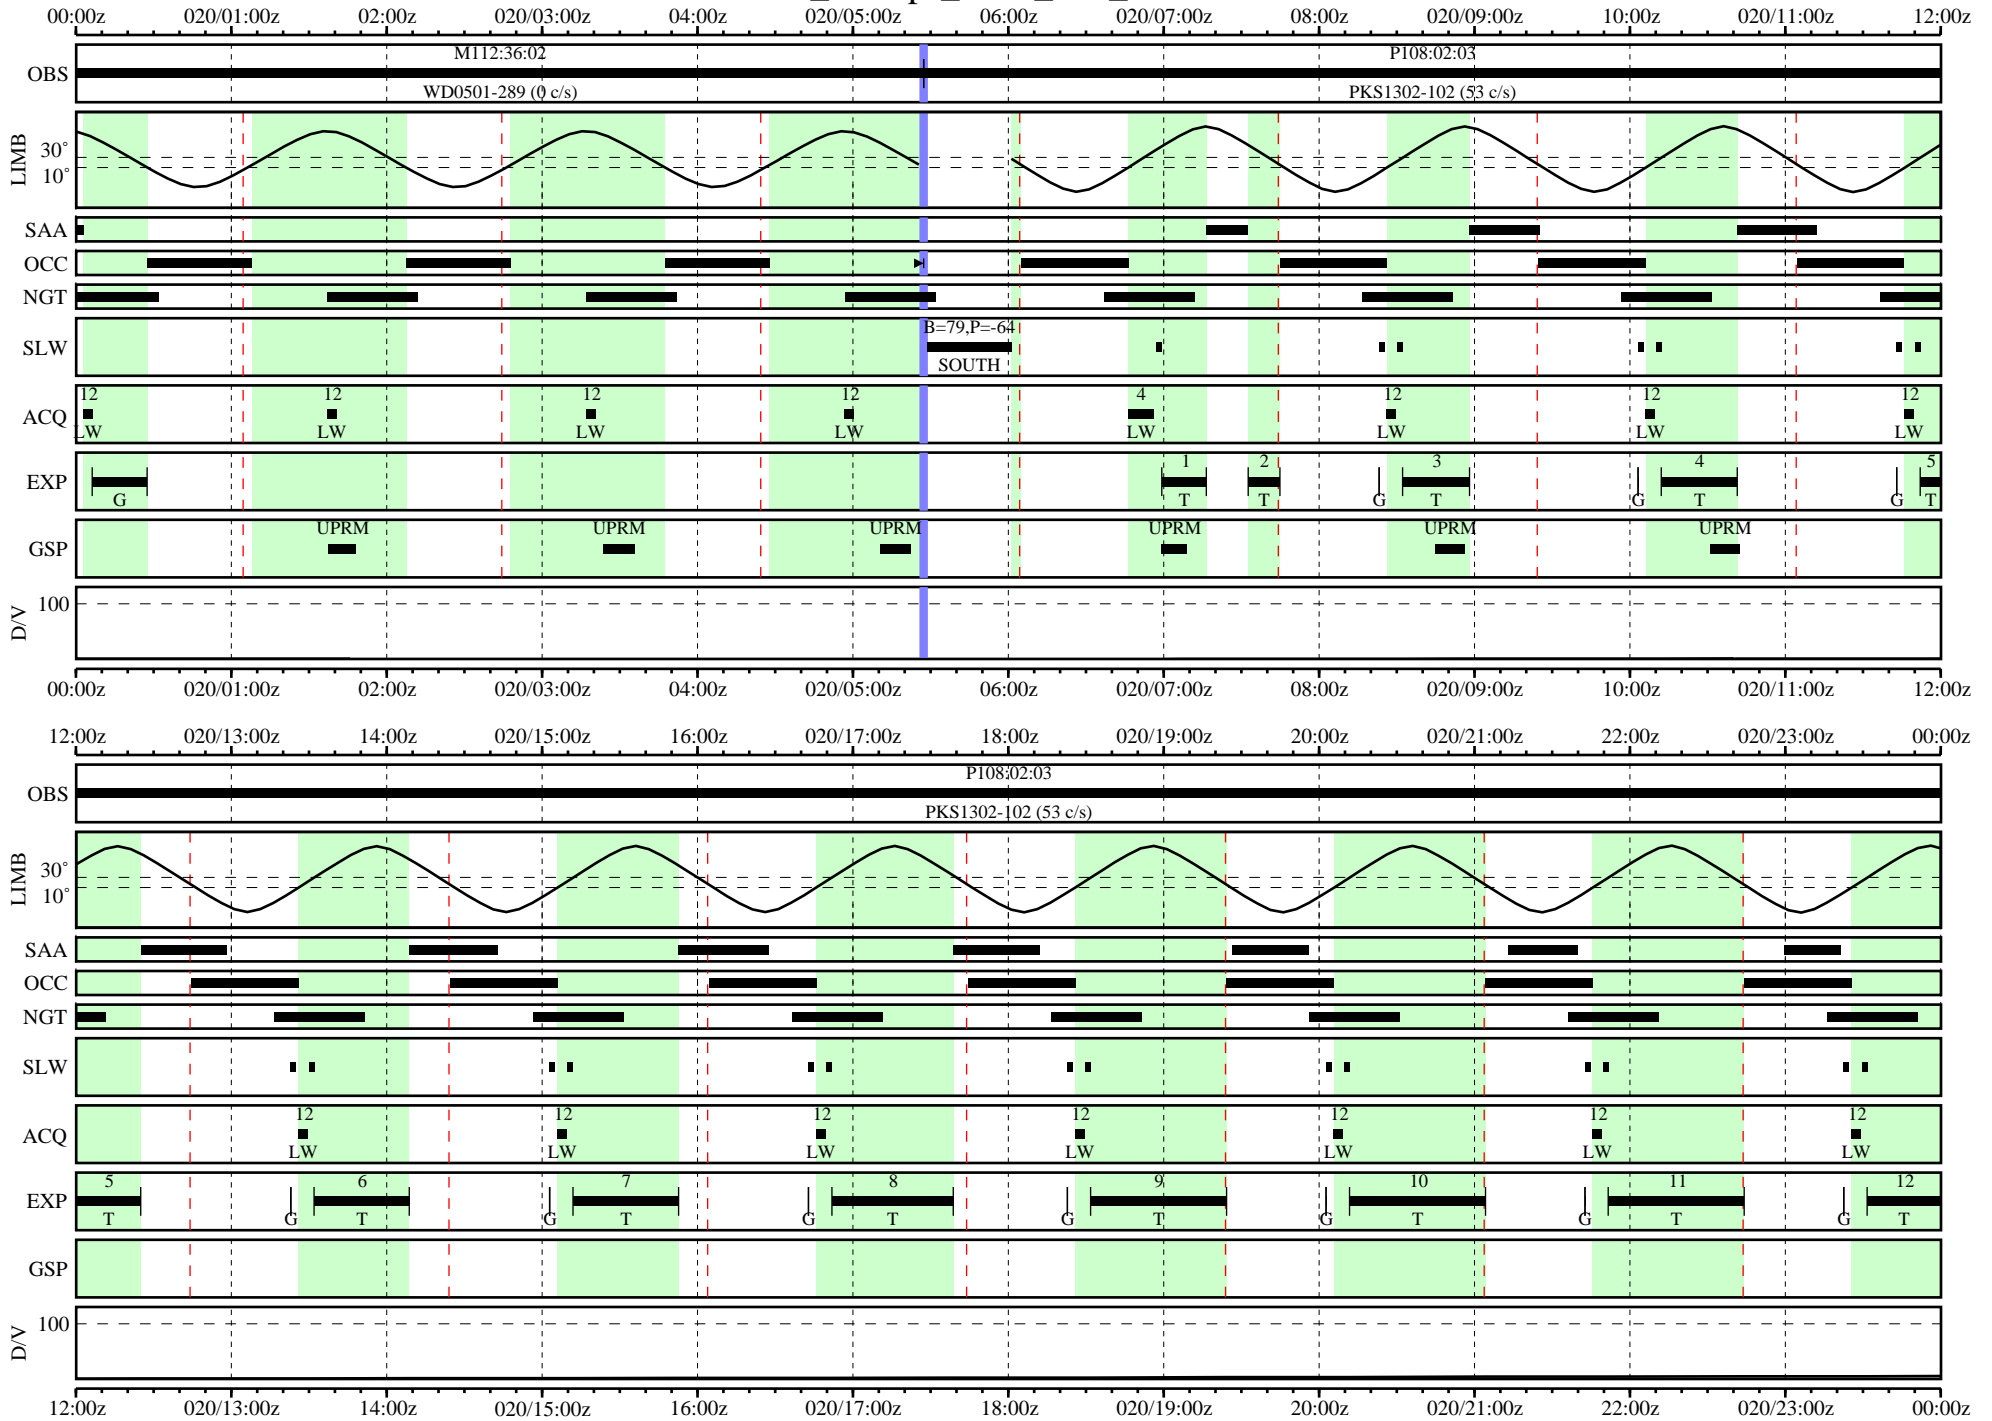 00:00z 020/01:00z 02:00z 020/03:00z 04:00z 020/05:00z 06:00z 020/07:00z 08:00z 020/09:00z 10:00z 020/11:00z 12:00z
M112:36:02 P108:02:03
OBS
WD0501-289 (0 c/s) PKS1302-102 (53 c/s)
LIMB
30°
10°
SAA
OCC
NGT
B=79,P=-64
SLW
SOUTH
12 12 12 12 4 12 12 12
ACQ
LW LW LW LW LW LW LW LW
1 2 3 4 5
EXP
G T T G T G T G T
UPRM UPRM UPRM UPRM UPRM UPRM
GSP
D/V
100
00:00z 020/01:00z 02:00z 020/03:00z 04:00z 020/05:00z 06:00z 020/07:00z 08:00z 020/09:00z 10:00z 020/11:00z 12:00z
12:00z 020/13:00z 14:00z 020/15:00z 16:00z 020/17:00z 18:00z 020/19:00z 20:00z 020/21:00z 22:00z 020/23:00z 00:00z
P108:02:03
OBS
PKS1302-102 (53 c/s)
LIMB
30°
10°
SAA
OCC
NGT
SLW
12 12 12 12 12 12 12
ACQ
LW LW LW LW LW LW LW
5 6 7 8 9 10 11 12
EXP
T G T G T G T G T G T G T G T
GSP
D/V
100
12:00z 020/13:00z 14:00z 020/15:00z 16:00z 020/17:00z 18:00z 020/19:00z 20:00z 020/21:00z 22:00z 020/23:00z 00:00z